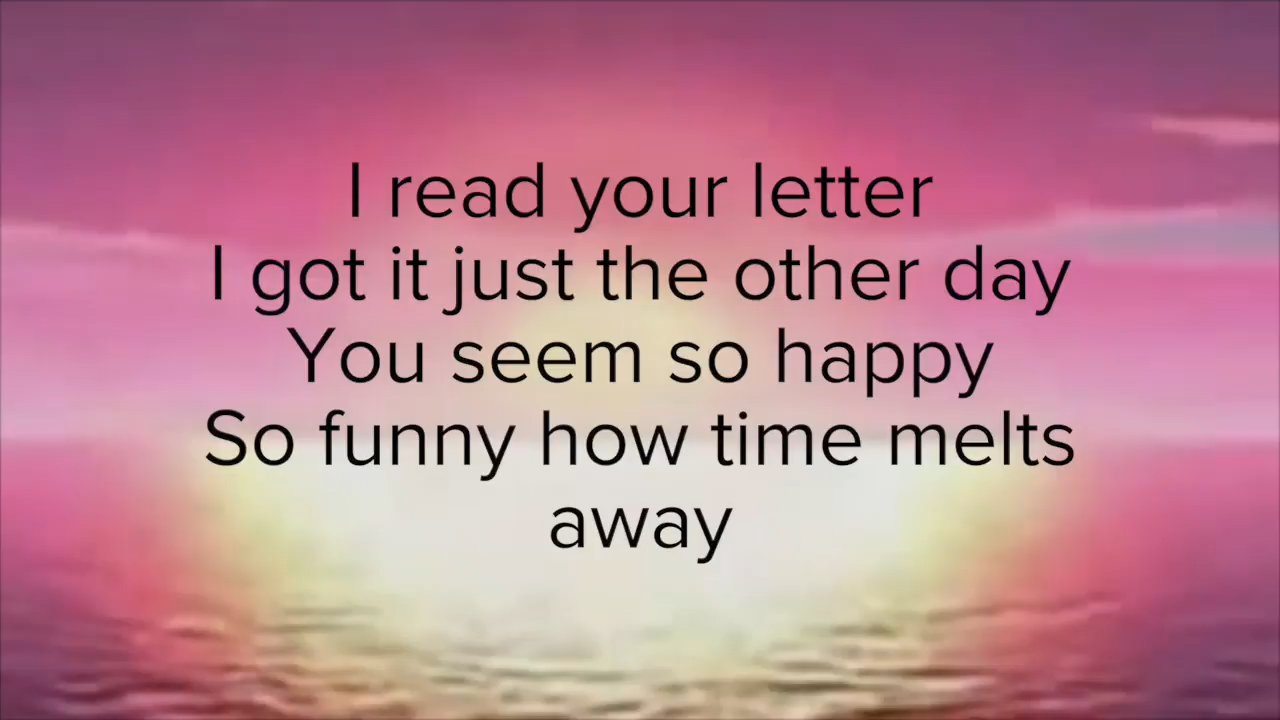 I read your letter
I got it just the other day
You seem so happy
So funny how time melts
away